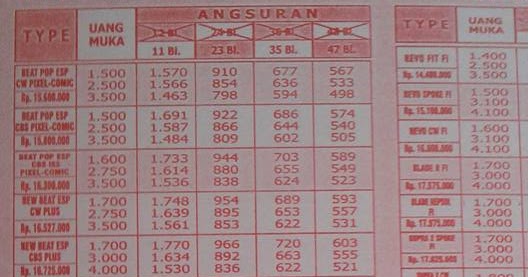 TYPE UANG MUKA ANGSURAN
12 Bl. 24 Bl. 36 Bl. 48 Bl.
11 Bl. 23 Bl. 35 Bl. 47 Bl.
BEAT POP ESP 1.500 1.570 910 677 567
CW PIXEL-COMIC 2.500 1.566 854 636 533
Rp. 15.600.000 3.500 1.463 798 594 498
BEAT POP ESP 1.500 1.691 922 686 574
CBS PIXEL-COMIC 2.500 1.587 866 644 540
Rp. 15.800.000 3.500 1.484 809 602 505
BEAT POP ESP 1.600 1.733 944 703 589
CBS ISS
PIXEL-COMIC 2.750 1.614 880 655 549
Rp. 16.300.000 3.500 1.536 838 624 523
NEW BEAT ESP 1.700 1.748 954 689 593
CW PLUS 2.750 1.639 895 653 557
Rp. 16.527.000 3.500 1.561 853 622 531
NEW BEAT ESP 1.700 1.770 966 720 603
CBS PLUS 3.000 1.634 892 663 555
Rp. 16.725.000 4.000 1.530 836 622 521
TYPE UANG MUKA
REVO FIT FI 1.400
2.500
Rp. 14.400.000 3.500
REVO SPOKE FI 1.500
3.100
4.100
REVO CW FI 1.600
3.100
4.100
BLADE R FI 1.700
3.000
Rp. 17.575.000 4.000
BLADE REPSOL 1.700
FI 3.000
Rp. 17.575.000 4.000
SUPRA X SPOKE 1.700
FI 3.000
Rp. 17.625.000 4.000